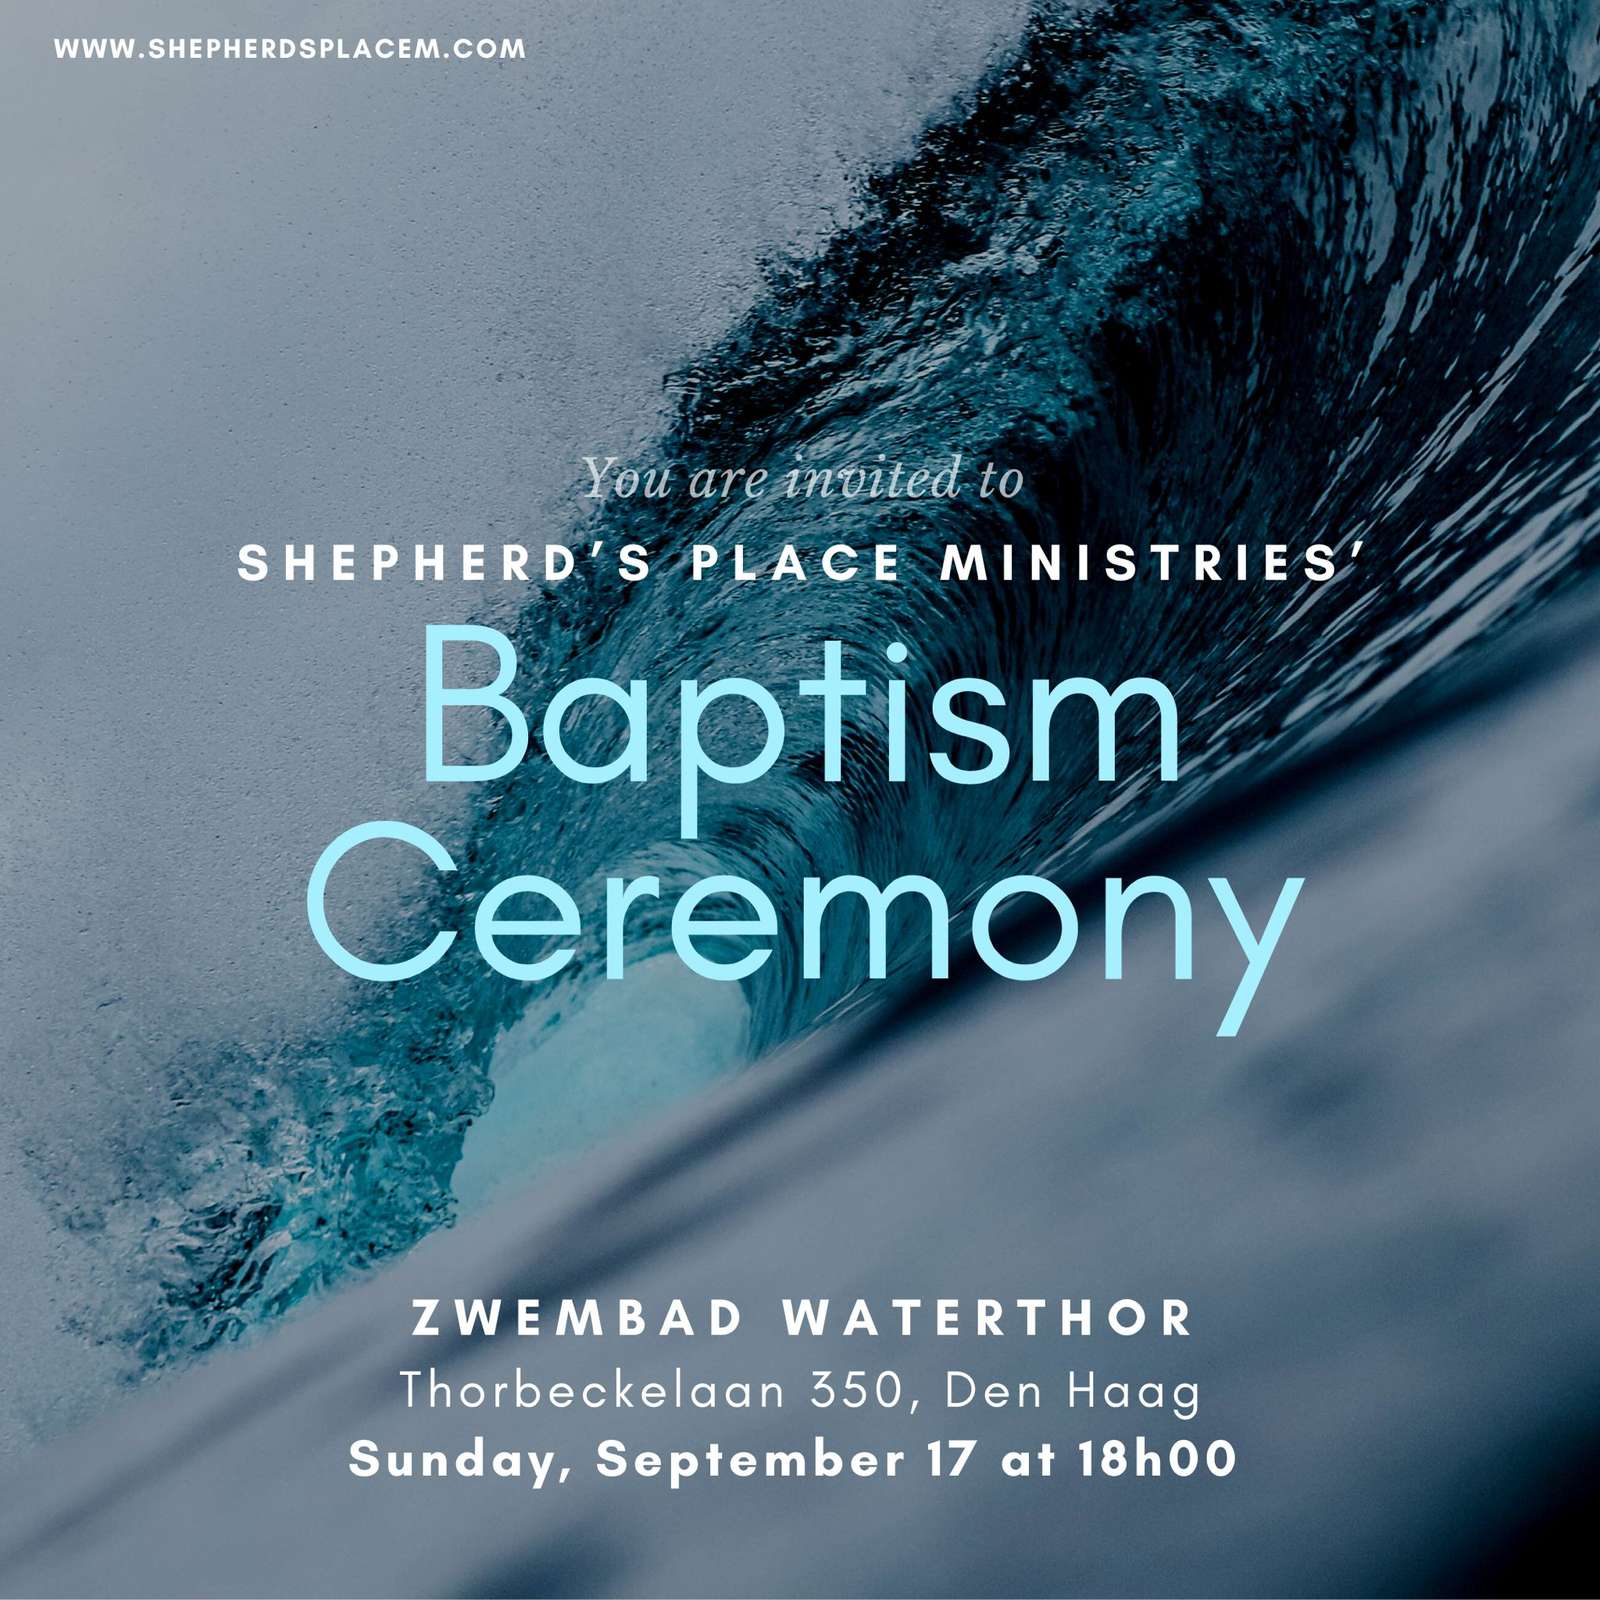 WWW.SHEPHERDSPLACEM.COM
You are invited to
SHEPHERD'S PLACE MINISTRIES'
Baptism
Ceremony
ZWEMBAD WATERTHOR
Thorbeckelaan 350, Den Haag
Sunday, September 17 at 18h00